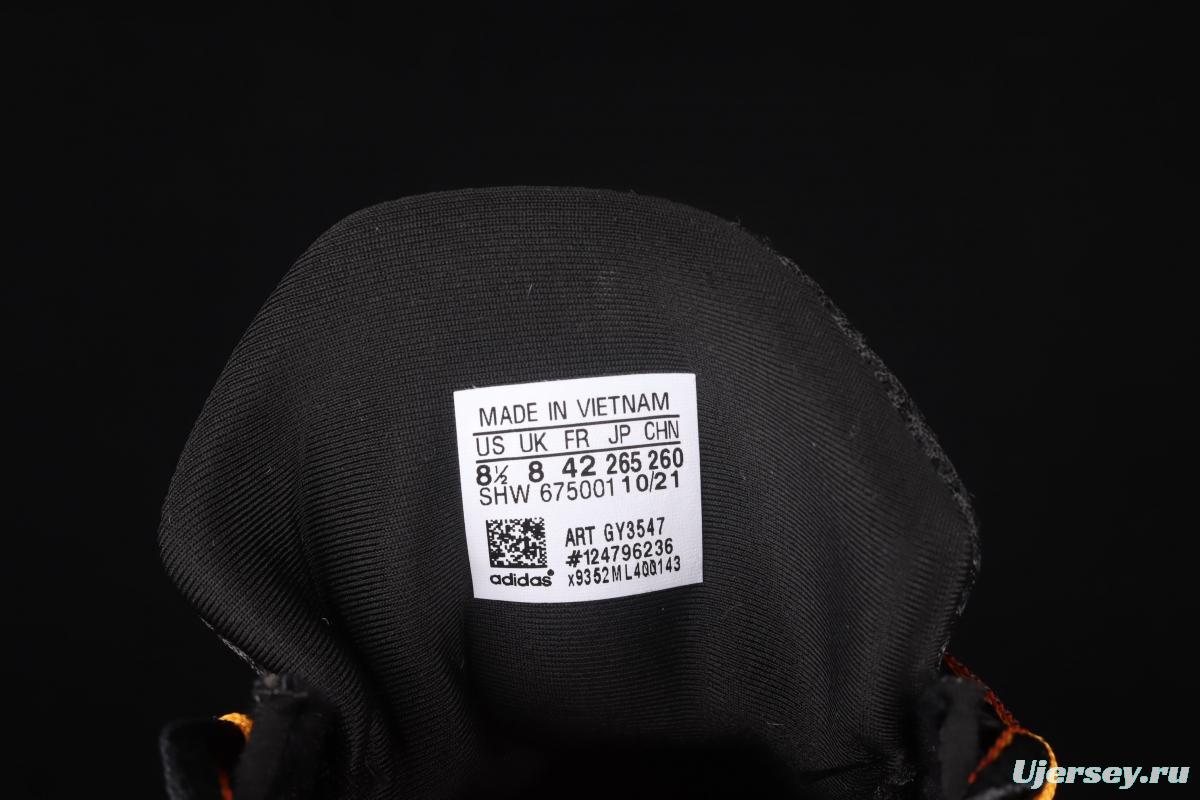 MADE IN VIETNAM
US UK FR JP CHN
8½ 8 42 265 260
SHW 675001 10/21
ART GY3547
#124796236
x9352ML400143
adidas
Ujersey.ru